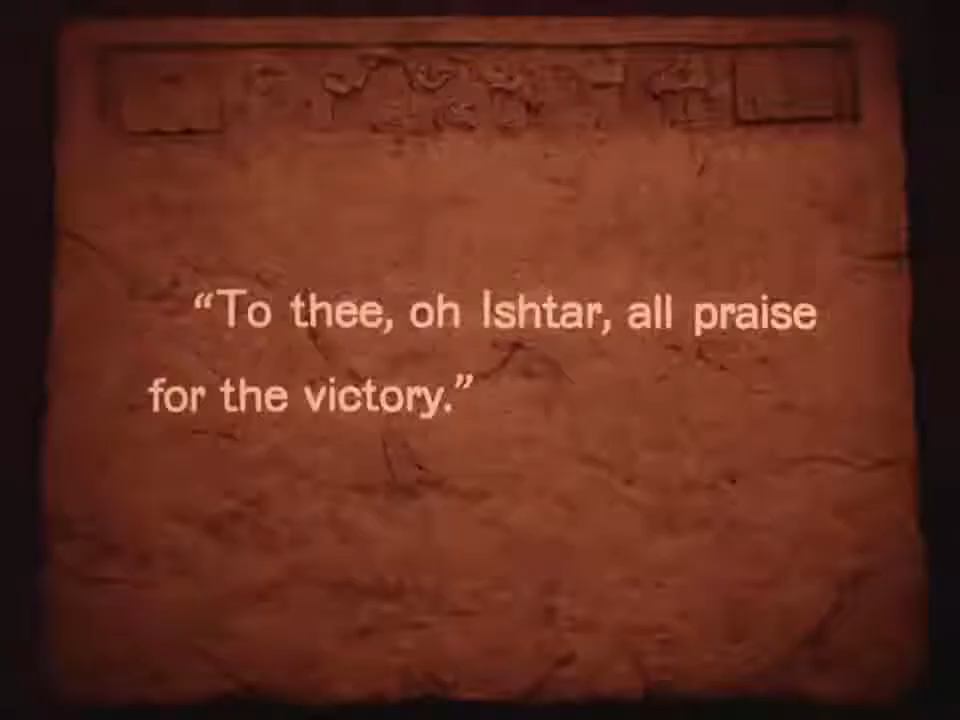 “To thee, oh Ishtar, all praise
for the victory.”